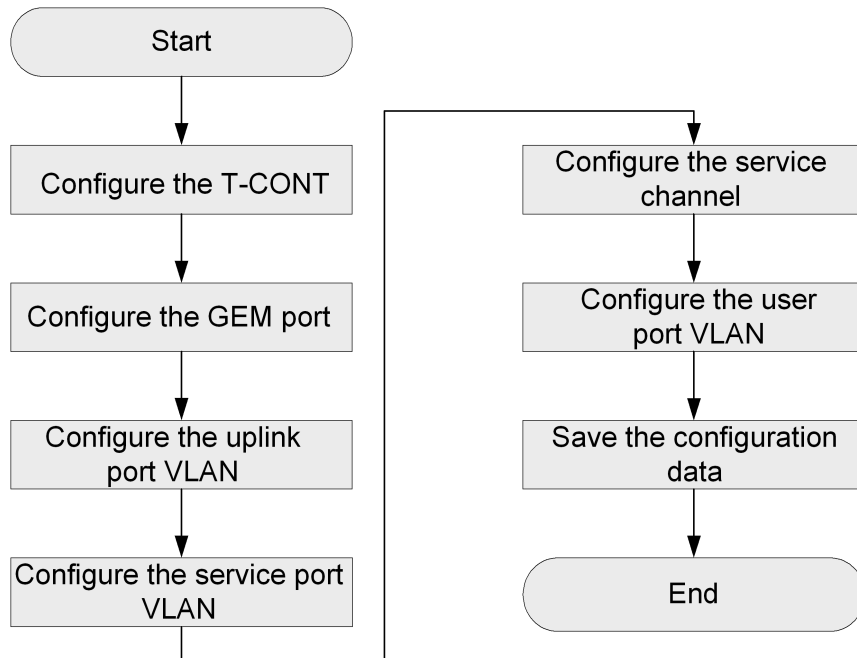 Start
Configure the T-CONT
Configure the GEM port
Configure the uplink
port VLAN
Configure the service port
VLAN
Configure the service
channel
Configure the user
port VLAN
Save the configuration
data
End